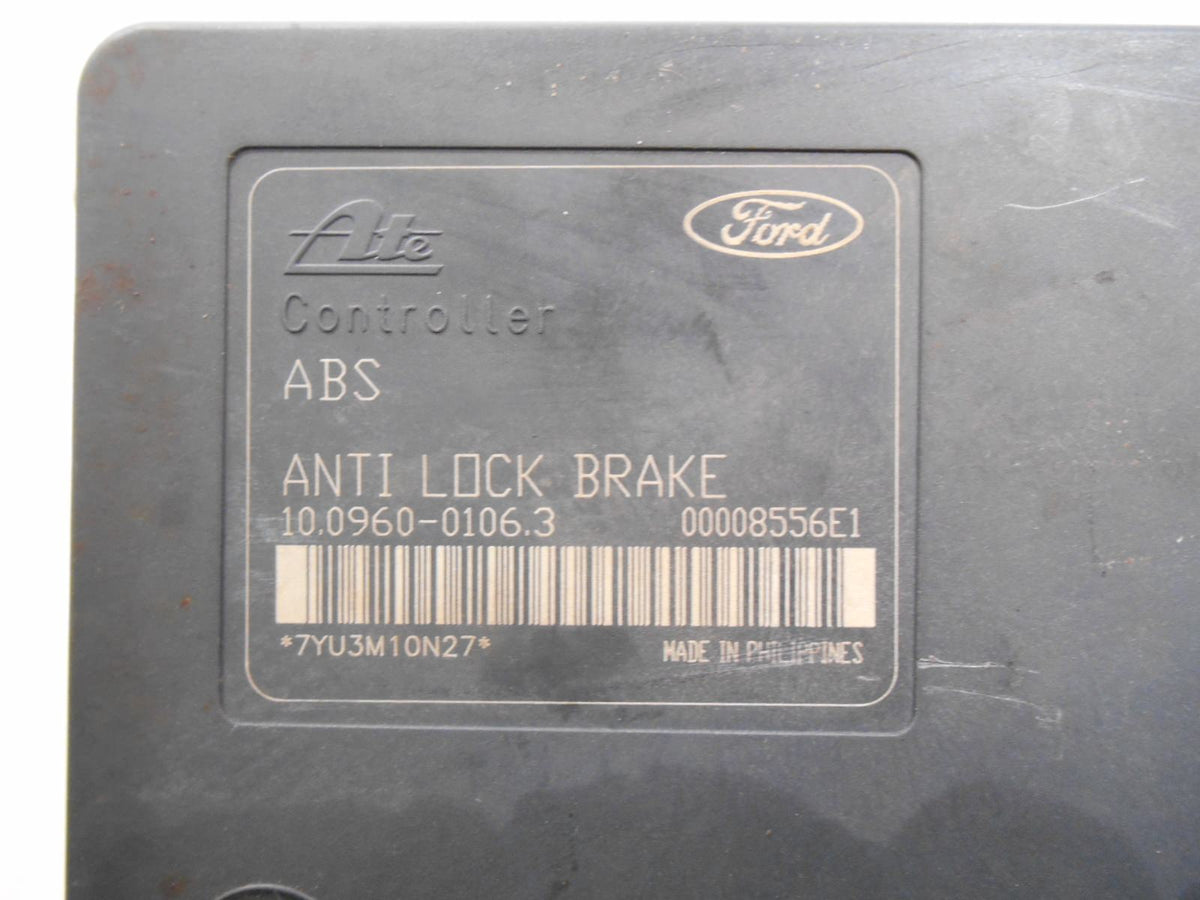 Ate
Ford
Controller
ABS
ANTI LOCK BRAKE
10.0960-0106.3 00008556E1
*7YU3M10N27*
MADE IN PHILIPPINES